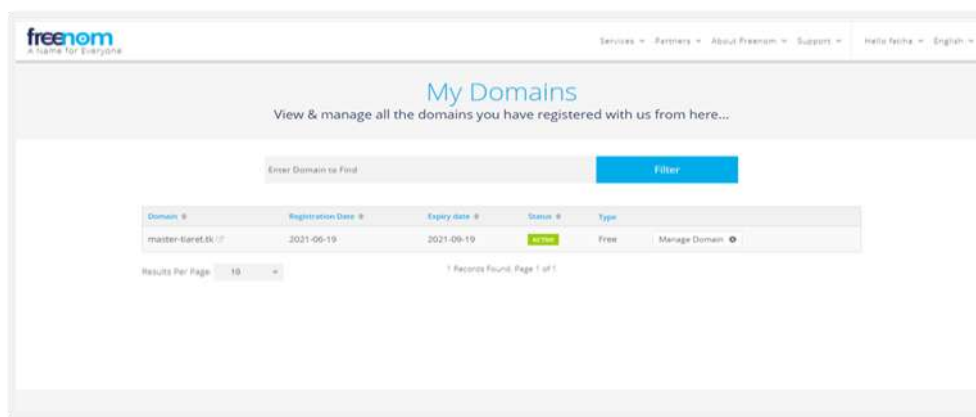 freenom
A Name for Everyone
Services Partners About Freenom Support Hello fatiha English
My Domains
View & manage all the domains you have registered with us from here...
Enter Domain to Find Filter
Domain Registration Date Expiry date Status Type
master-tiaret.tk 2021-06-19 2021-09-19 ACTIVE Free Manage Domain
Results Per Page: 10 1 Records Found. Page 1 of 1